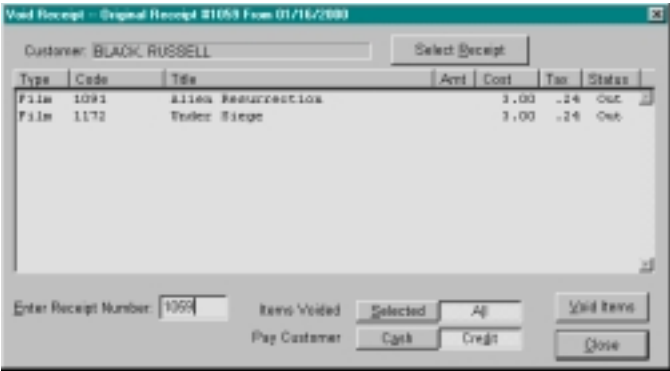 Void Receipt -- Original Receipt #1059 From 01/16/2000
Customer: BLACK, RUSSELL Select Receipt
Type Code Title Amt Cost Tax Status
Film 1091 Alien Resurrection 3.00 .24 Out
Film 1172 Under Siege 3.00 .24 Out
Enter Receipt Number: 1059 Items Voided Selected All Void Items
Pay Customer Cash Credit Close